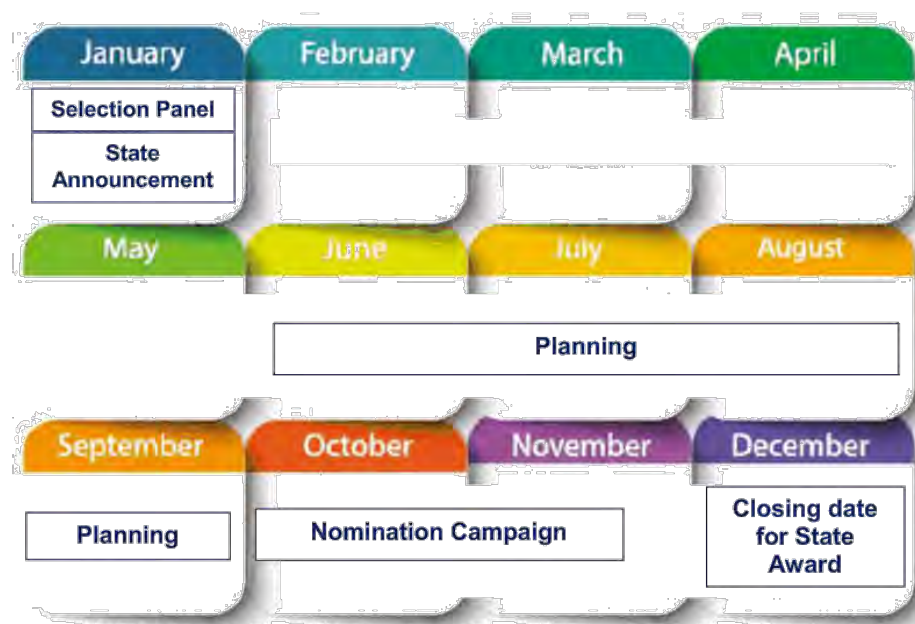 January February March April
Selection Panel
State
Announcement
May June July August
Planning
September October November December
Planning Nomination Campaign Closing date
for State
Award